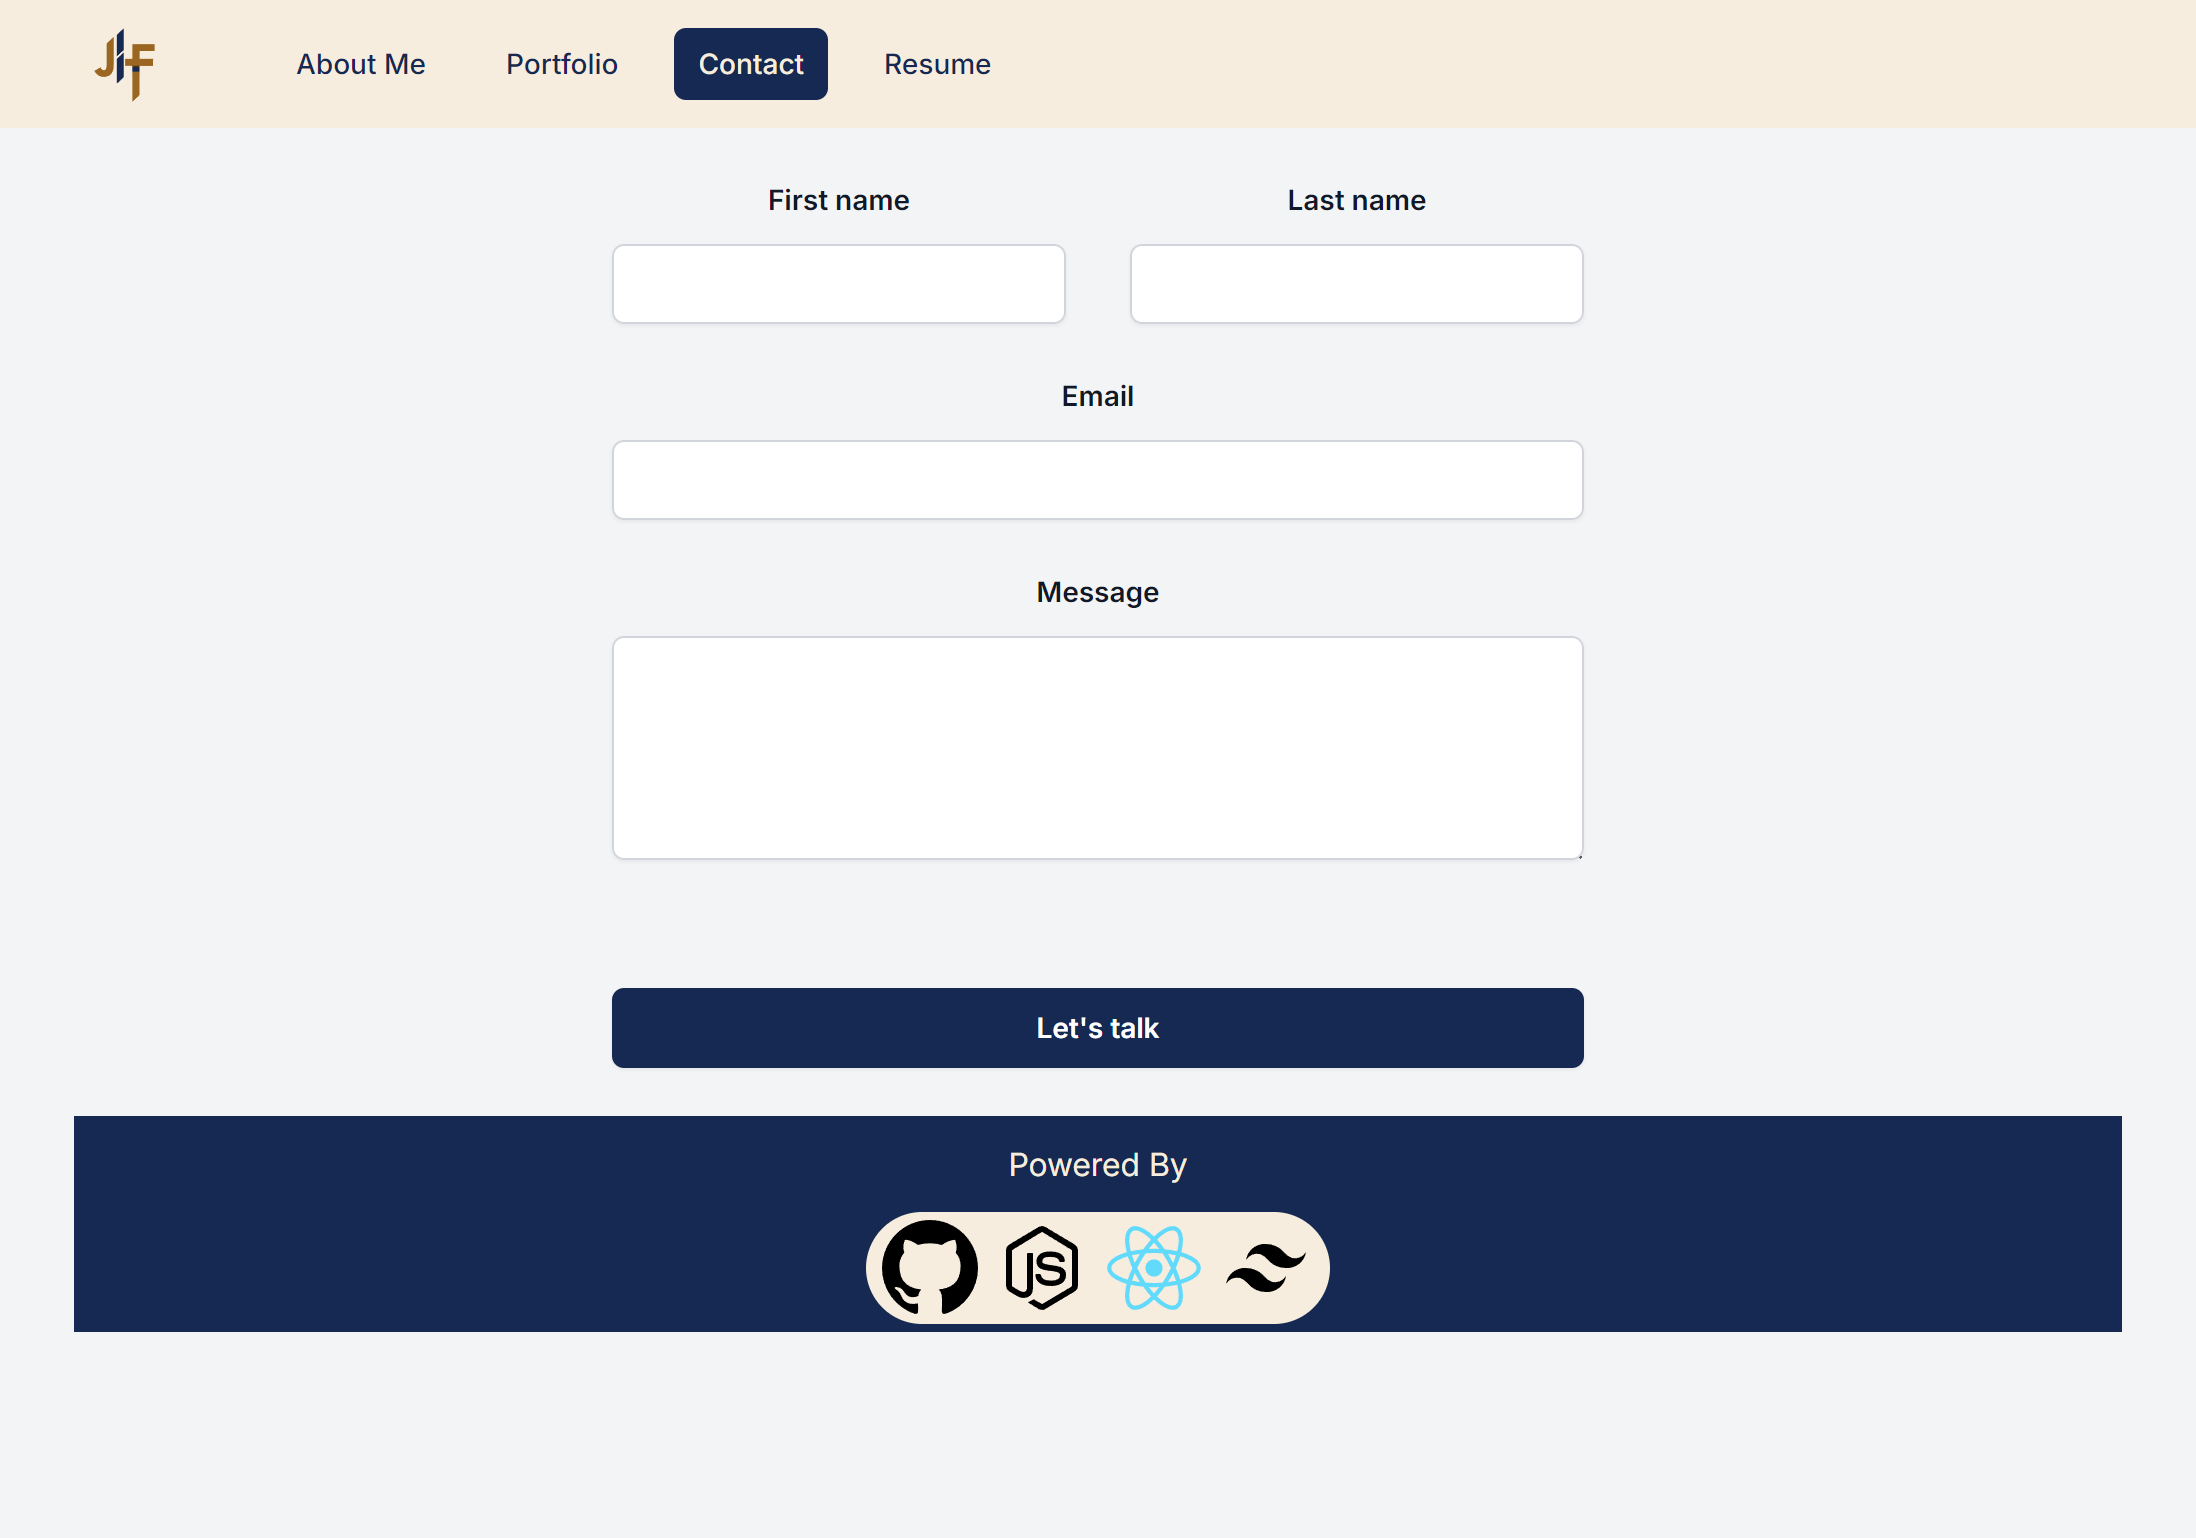 JF
About Me
Portfolio
Contact
Resume
First name
Last name
Email
Message
Let's talk
Powered By
JS